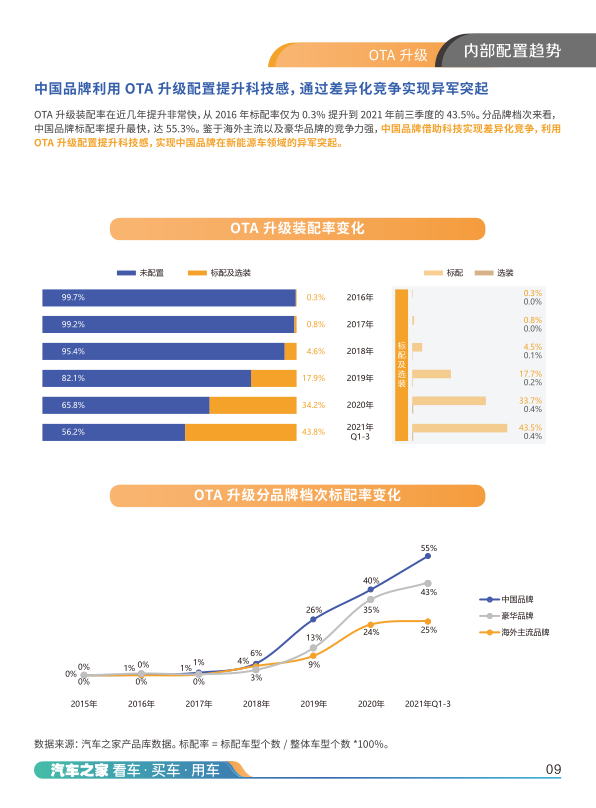 OTA 升级
内部配置趋势
中国品牌利用 OTA 升级配置提升科技感，通过差异化竞争实现异军突起
OTA 升级装配率在近几年提升非常快，从 2016 年标配率仅为 0.3% 提升到 2021 年前三季度的 43.5%。分品牌档次来看，
中国品牌标配率提升最快，达 55.3%。鉴于海外主流以及豪华品牌的竞争力强，中国品牌借助科技实现差异化竞争，利用
OTA 升级配置提升科技感，实现中国品牌在新能源车领域的异军突起。
OTA 升级装配率变化
未配置 标配及选装
标配 选装
99.7% 0.3% 2016年 0.3%
0.0%
99.2% 0.8% 2017年 0.8%
0.0%
95.4% 4.6% 2018年 4.5%
0.1%
82.1% 17.9% 2019年 17.7%
0.2%
65.8% 34.2% 2020年 33.7%
0.4%
56.2% 43.8% 2021年
Q1-3
43.5%
0.4%
标配及选装
OTA 升级分品牌档次标配率变化
55%
40%
43%
26%
35%
13%
24%
25%
9%
6%
4%
3%
1%
1%
0%
1%
0%
0%
0%
0%
0%
中国品牌
豪华品牌
海外主流品牌
2015年 2016年 2017年 2018年 2019年 2020年 2021年Q1-3
数据来源：汽车之家产品库数据。标配率 = 标配车型个数 / 整体车型个数 *100%。
汽车之家 看车 · 买车 · 用车
09